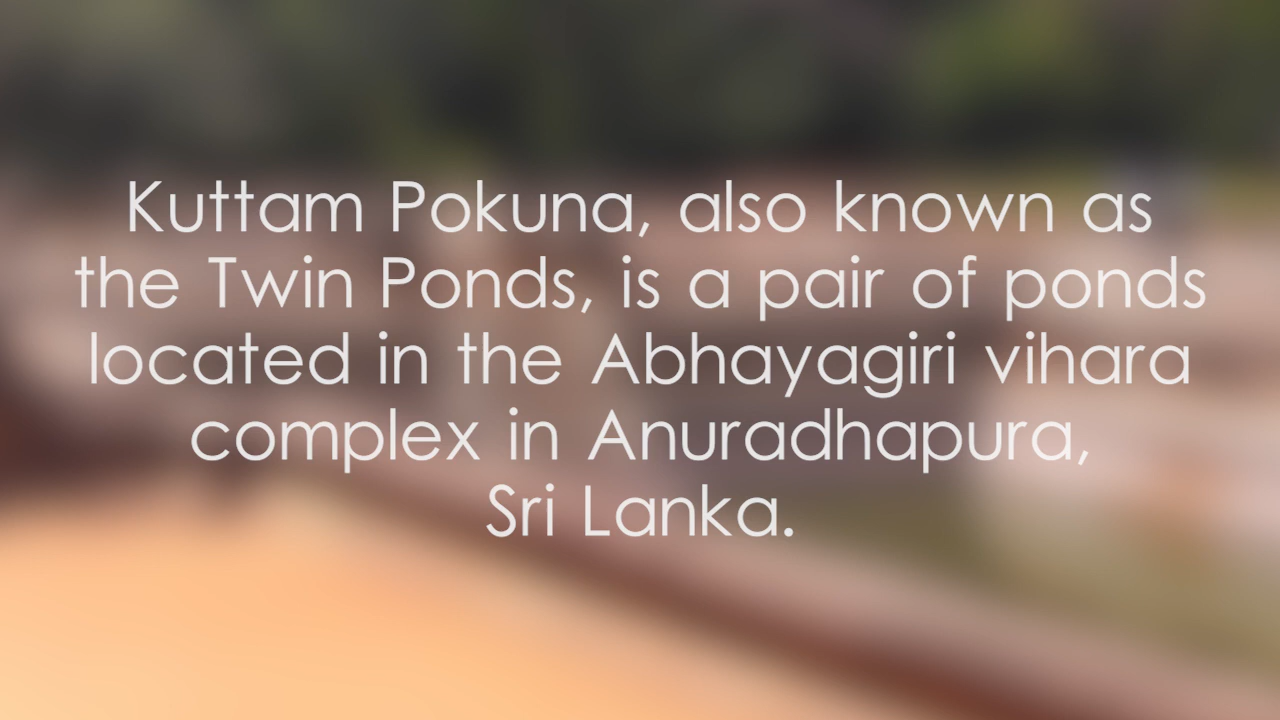 Kuttam Pokuna, also known as
the Twin Ponds, is a pair of ponds
located in the Abhayagiri vihara
complex in Anuradhapura,
Sri Lanka.